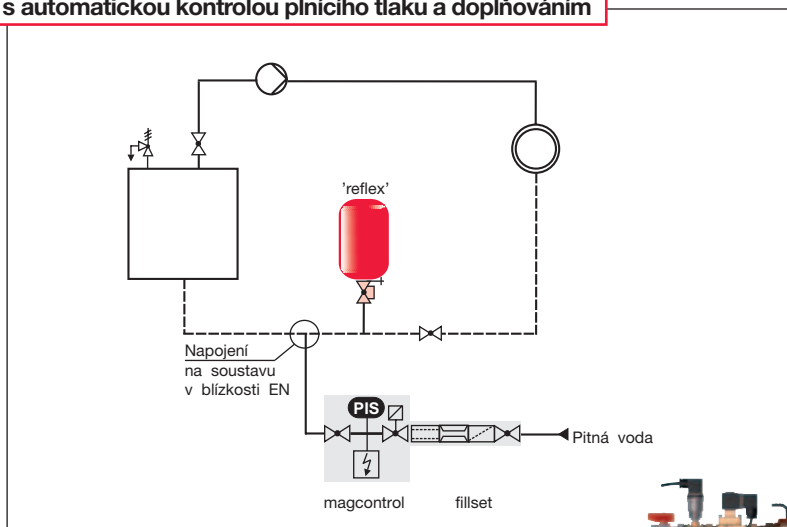 s automatickou kontrolou plnicího tlaku a doplňováním
'reflex'
Napojení
na soustavu
v blízkosti EN
PIS
Pitná voda
magcontrol fillset